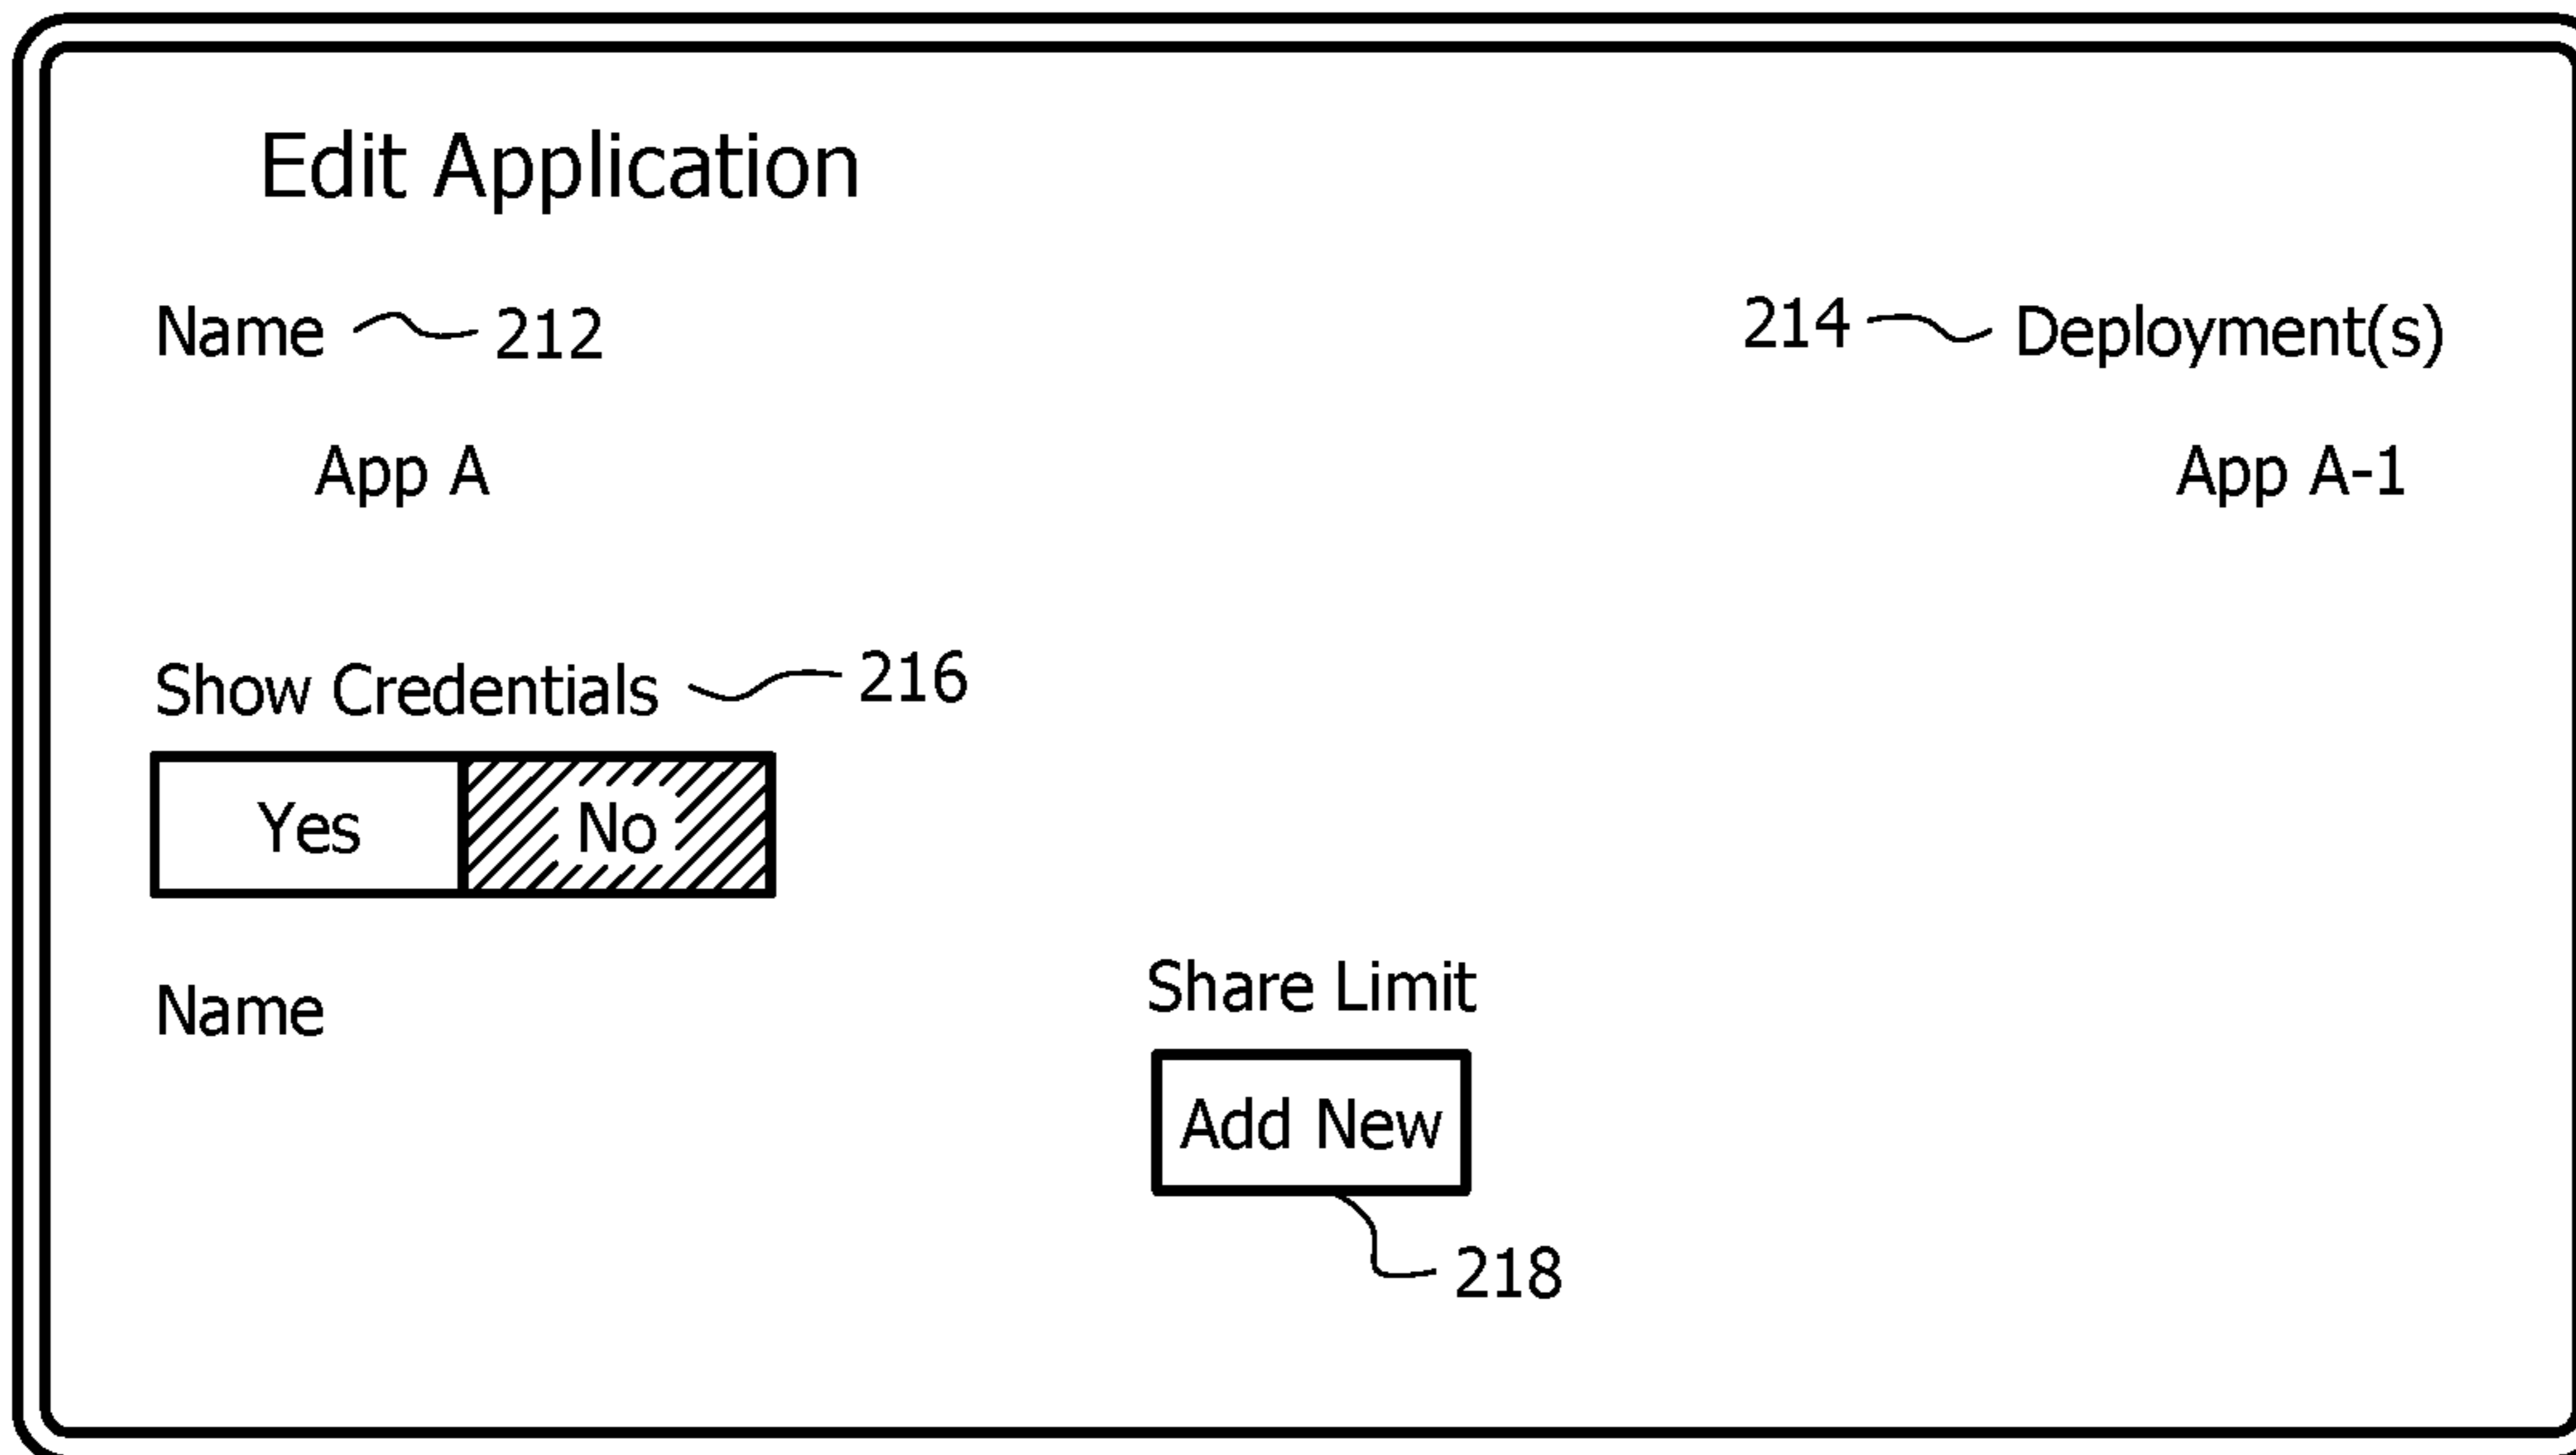 Edit Application
Name 212 214 Deployment(s)
App A App A-1
Show Credentials 216
Yes No
Name Share Limit
Add New
218